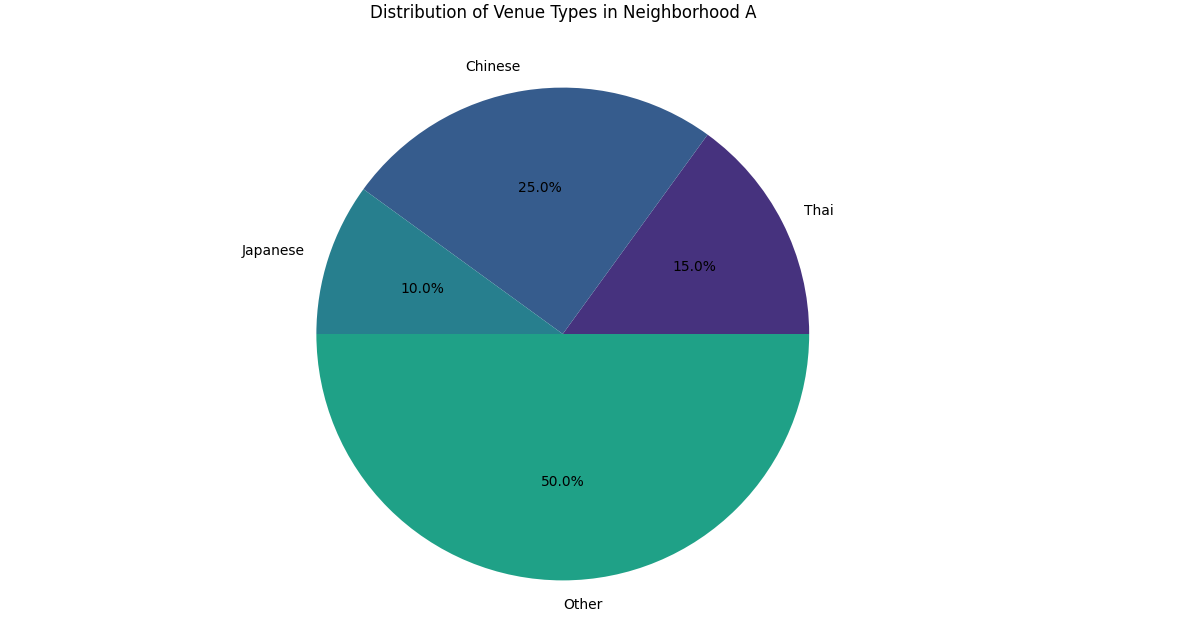 Distribution of Venue Types in Neighborhood A
Chinese
25.0%
Thai
15.0%
Japanese
10.0%
50.0%
Other